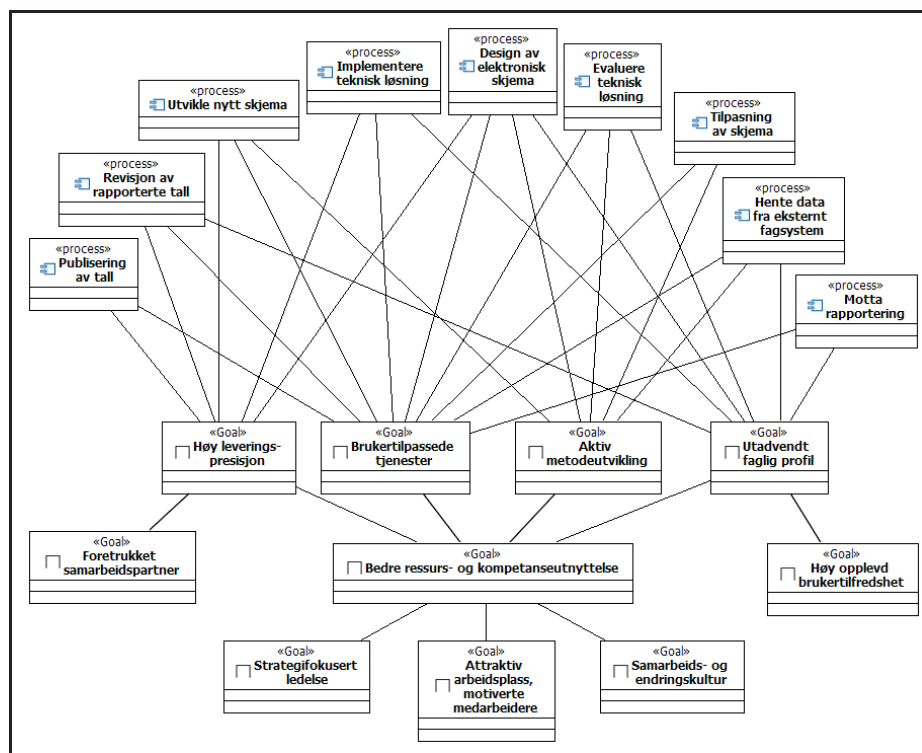 «process»
Implementere
teknisk løsning
«process»
Design av
elektronisk
skjema
«process»
Evaluere
teknisk
løsning
«process»
Utvikle nytt skjema
«process»
Tilpasning
av skjema
«process»
Revisjon av
rapporterte tall
«process»
Hente data
fra eksternt
fagsystem
«process»
Publisering
av tall
«process»
Motta
rapportering
«Goal»
Høy leverings-
presisjon
«Goal»
Brukertilpassede
tjenester
«Goal»
Aktiv
metodeutvikling
«Goal»
Utadvendt
faglig profil
«Goal»
Foretrukket
samarbeidspartner
«Goal»
Bedre ressurs- og kompetanseutnyttelse
«Goal»
Høy opplevd
brukertilfredshet
«Goal»
Strategifokusert
ledelse
«Goal»
Attraktiv
arbeidsplass,
motiverte
medarbeidere
«Goal»
Samarbeids- og
endringskultur